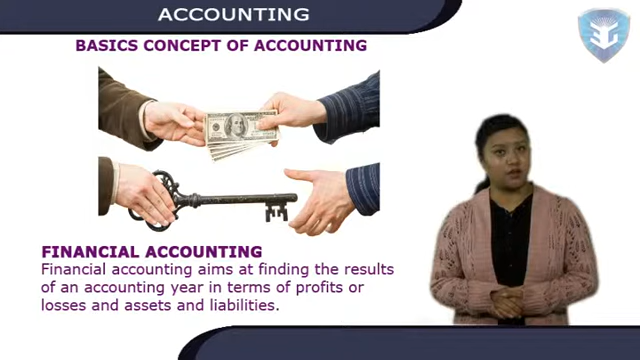 ACCOUNTING
BASICS CONCEPT OF ACCOUNTING
FINANCIAL ACCOUNTING
Financial accounting aims at finding the results
of an accounting year in terms of profits or
losses and assets and liabilities.